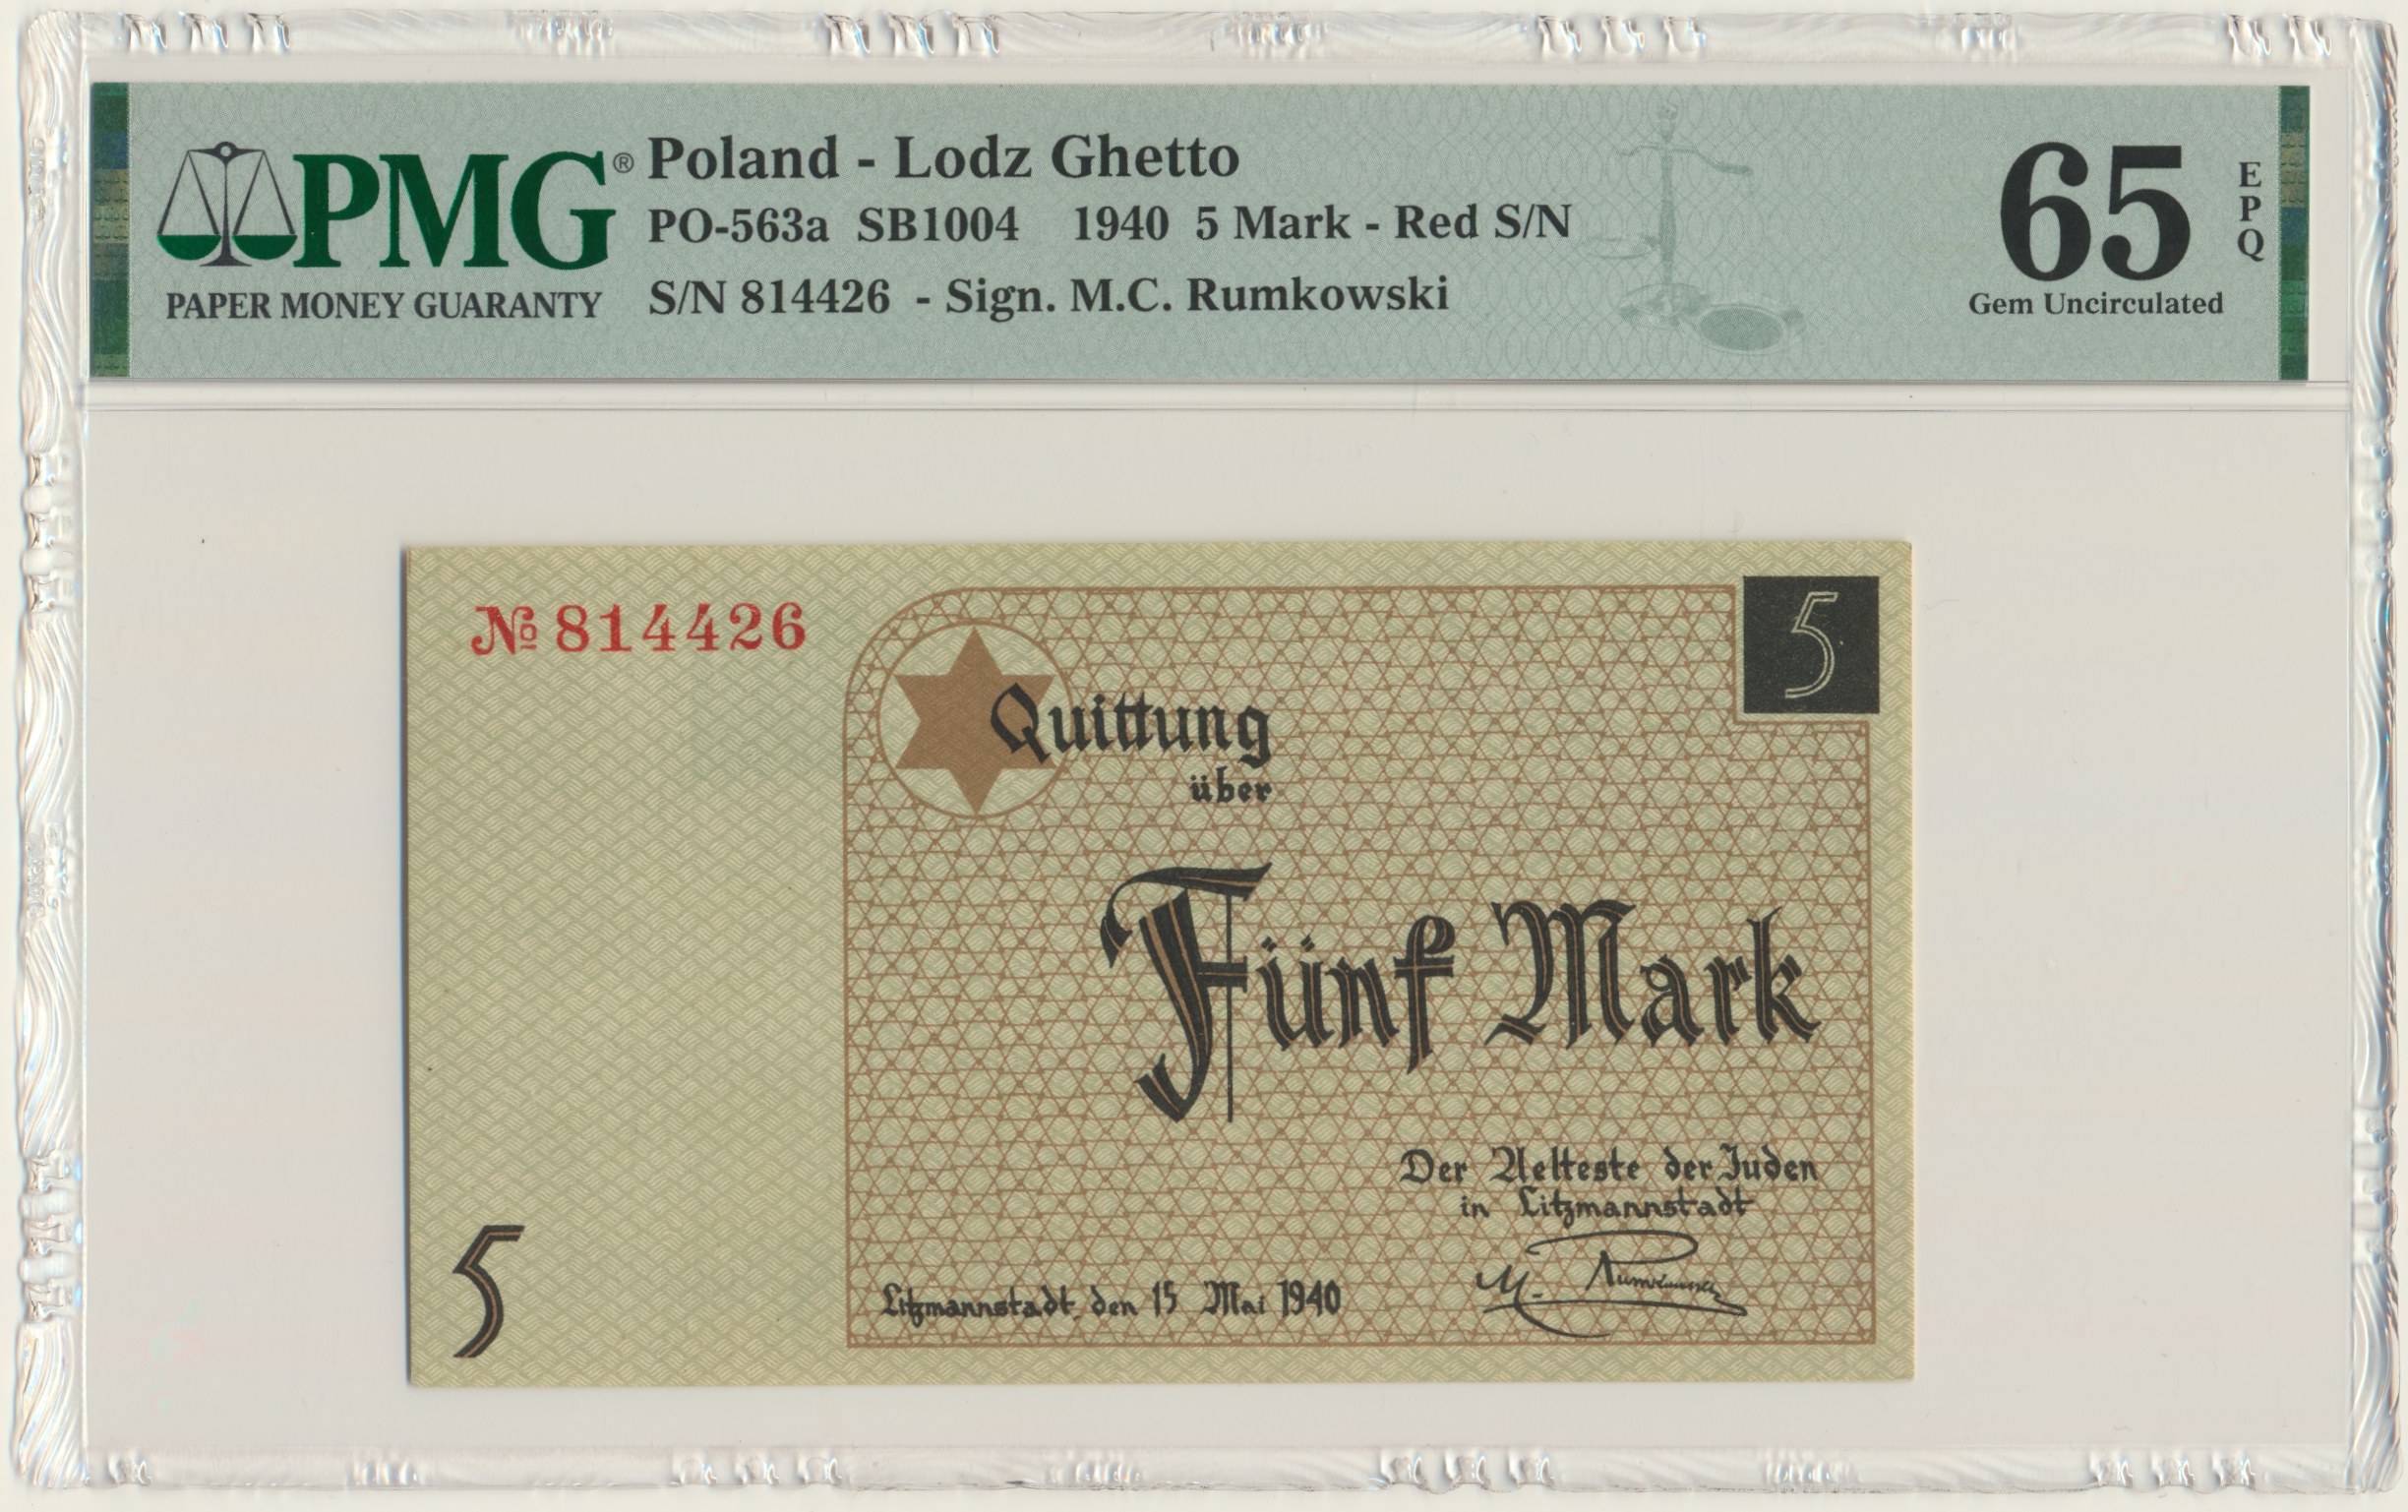 PMG®
PAPER MONEY GUARANTY
Poland - Lodz Ghetto
PO-563a SB1004 1940 5 Mark - Red S/N
S/N 814426 - Sign. M.C. Rumkowski
65
EPQ
Gem Uncirculated
№ 814426
5
Quittung
über
Fünf Mark
Der Aelteste der Juden
in Litzmannstadt
M. Rumkowski
Litzmannstadt, den 15 Mai 1940
5